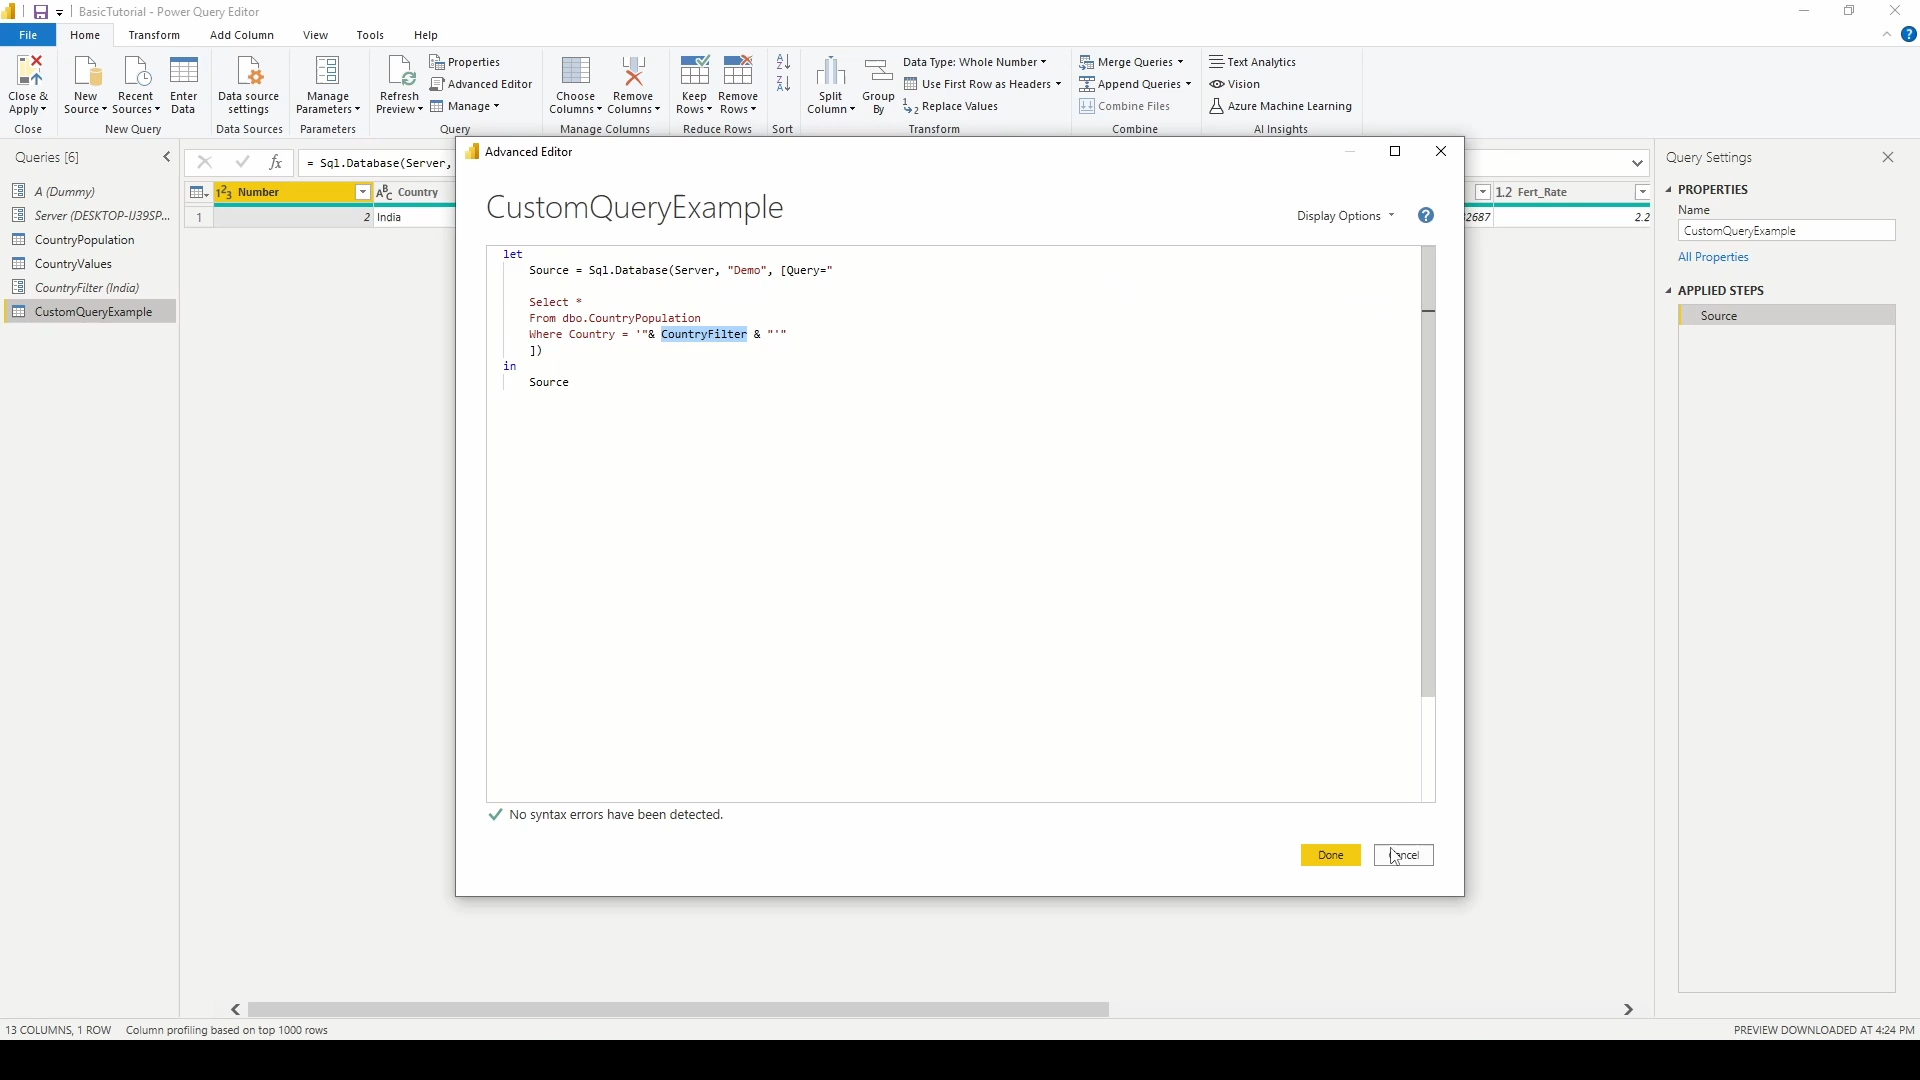 BasicTutorial - Power Query Editor
File Home Transform Add Column View Tools Help
Close & Apply
Close
New Source
Recent Sources
Enter Data
New Query
Data source settings
Data Sources
Manage Parameters
Parameters
Refresh Preview
Properties
Advanced Editor
Manage
Query
Choose Columns
Remove Columns
Manage Columns
Keep Rows
Remove Rows
Reduce Rows
Sort
Split Column
Group By
Data Type: Whole Number
Use First Row as Headers
Replace Values
Transform
Merge Queries
Append Queries
Combine Files
Combine
Text Analytics
Vision
Azure Machine Learning
AI Insights
Queries [6]
A (Dummy)
Server (DESKTOP-IJ39SP...
CountryPopulation
CountryValues
CountryFilter (India)
CustomQueryExample
fx = Sql.Database(Server,
123 Number ABC Country
1 2 India
1.2 Fert_Rate
2687 2.2
Advanced Editor
CustomQueryExample
Display Options ?
let
Source = Sql.Database(Server, "Demo", [Query="
Select *
From dbo.CountryPopulation
Where Country = '"& CountryFilter & "'"
])
in
Source
No syntax errors have been detected.
Done
Query Settings
PROPERTIES
Name
CustomQueryExample
All Properties
APPLIED STEPS
Source
13 COLUMNS, 1 ROW Column profiling based on top 1000 rows
PREVIEW DOWNLOADED AT 4:24 PM